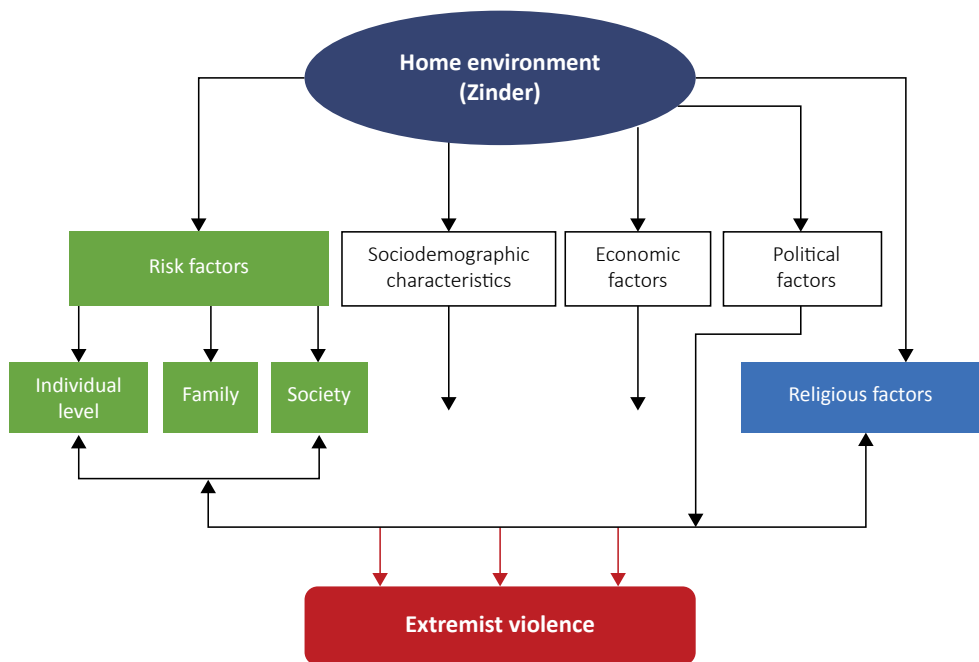 Home environment
(Zinder)
Risk factors
Sociodemographic
characteristics
Economic
factors
Political
factors
Individual
level
Family
Society
Religious factors
Extremist violence